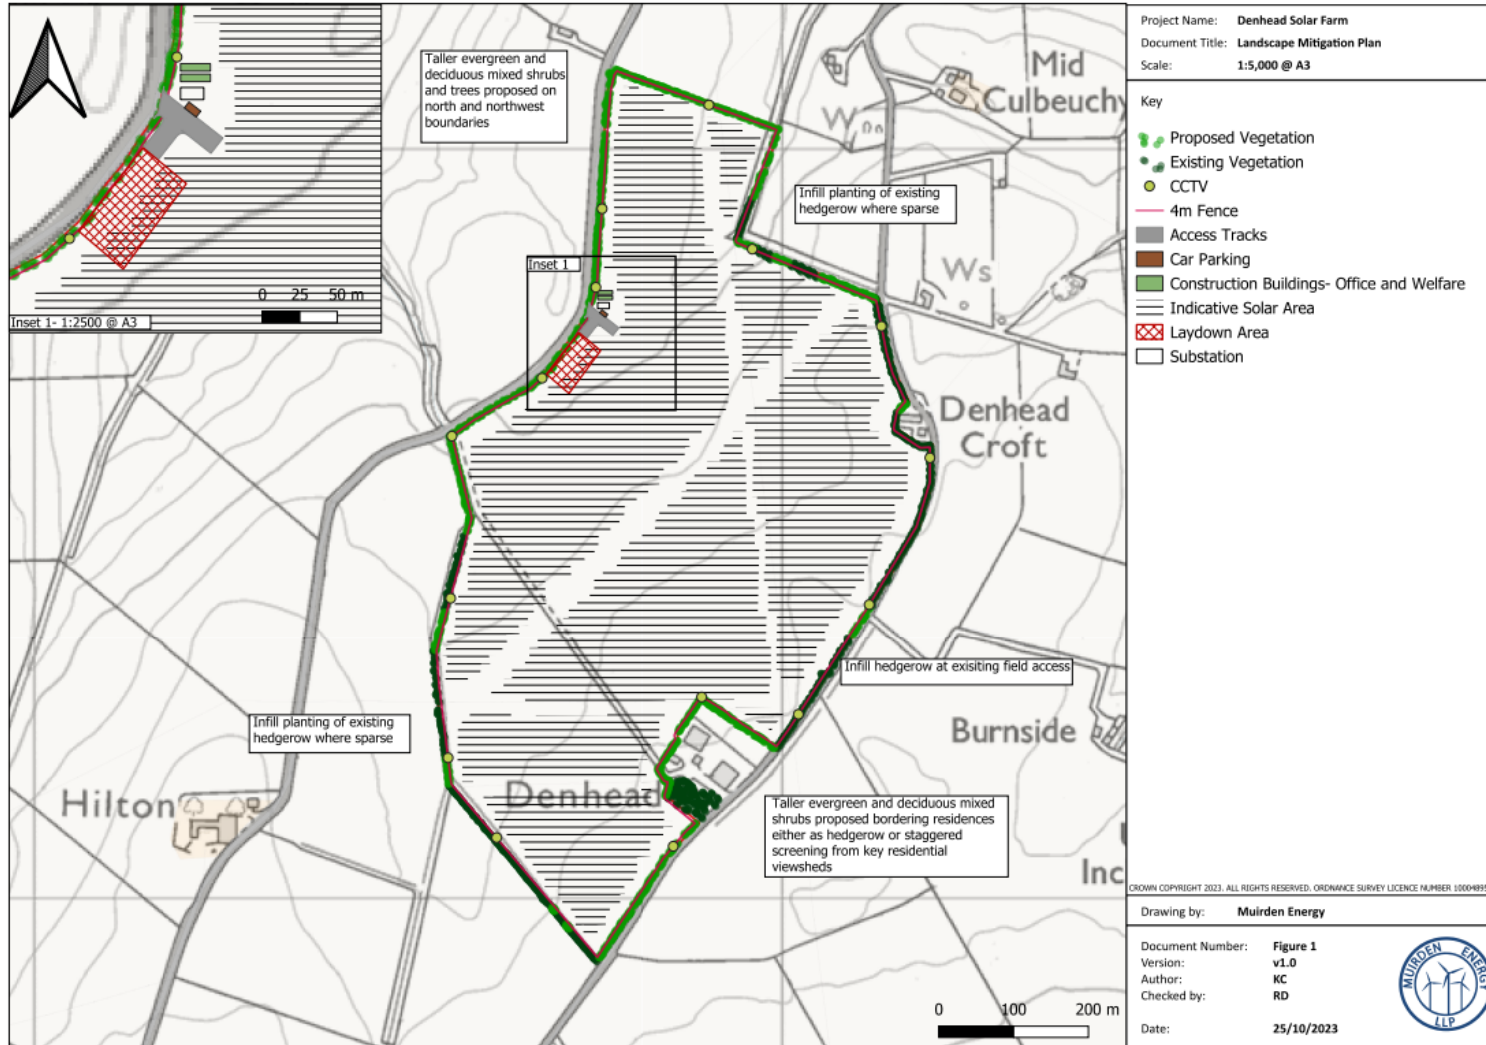 Taller evergreen and
deciduous mixed shrubs
and trees proposed on
north and northwest
boundaries
Mid
Culbeuchy
W
Infill planting of existing
hedgerow where sparse
Ws
Inset 1
0 25 50 m
Inset 1- 1:2500 @ A3
Denhead
Croft
Infill hedgerow at exisiting field access
Burnside
Infill planting of existing
hedgerow where sparse
Hilton
Denhead
Taller evergreen and deciduous mixed
shrubs proposed bordering residences
either as hedgerow or staggered
screening from key residential
viewsheds
Inc
0 100 200 m
Project Name: Denhead Solar Farm
Document Title: Landscape Mitigation Plan
Scale: 1:5,000 @ A3
Key
Proposed Vegetation
Existing Vegetation
CCTV
4m Fence
Access Tracks
Car Parking
Construction Buildings- Office and Welfare
Indicative Solar Area
Laydown Area
Substation
CROWN COPYRIGHT 2023. ALL RIGHTS RESERVED. ORDNANCE SURVEY LICENCE NUMBER
Drawing by: Muirden Energy
Document Number: Figure 1
Version: v1.0
Author: KC
Checked by: RD
Date: 25/10/2023
MUIRDEN ENERGY
LLP